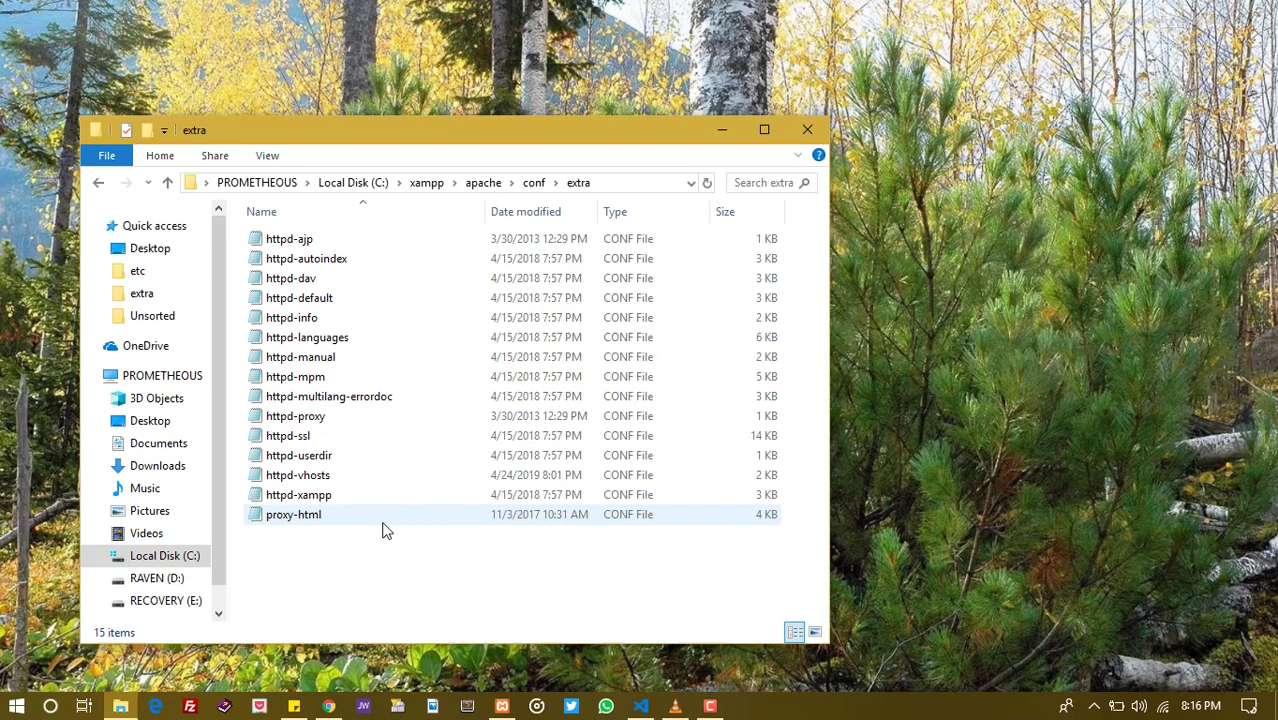 extra
File Home Share View
PROMETHEOUS Local Disk (C:) xampp apache conf extra Search extra
Name Date modified Type Size
Quick access
Desktop
etc
extra
Unsorted
OneDrive
PROMETHEOUS
3D Objects
Desktop
Documents
Downloads
Music
Pictures
Videos
Local Disk (C:)
RAVEN (D:)
RECOVERY (E:)
httpd-ajp 3/30/2013 12:29 PM CONF File 1 KB
httpd-autoindex 4/15/2018 7:57 PM CONF File 3 KB
httpd-dav 4/15/2018 7:57 PM CONF File 3 KB
httpd-default 4/15/2018 7:57 PM CONF File 3 KB
httpd-info 4/15/2018 7:57 PM CONF File 2 KB
httpd-languages 4/15/2018 7:57 PM CONF File 6 KB
httpd-manual 4/15/2018 7:57 PM CONF File 2 KB
httpd-mpm 4/15/2018 7:57 PM CONF File 5 KB
httpd-multilang-errordoc 4/15/2018 7:57 PM CONF File 3 KB
httpd-proxy 3/30/2013 12:29 PM CONF File 1 KB
httpd-ssl 4/15/2018 7:57 PM CONF File 14 KB
httpd-userdir 4/15/2018 7:57 PM CONF File 1 KB
httpd-vhosts 4/24/2019 8:01 PM CONF File 2 KB
httpd-xampp 4/15/2018 7:57 PM CONF File 3 KB
proxy-html 11/3/2017 10:31 AM CONF File 4 KB
15 items
JW
8:16 PM